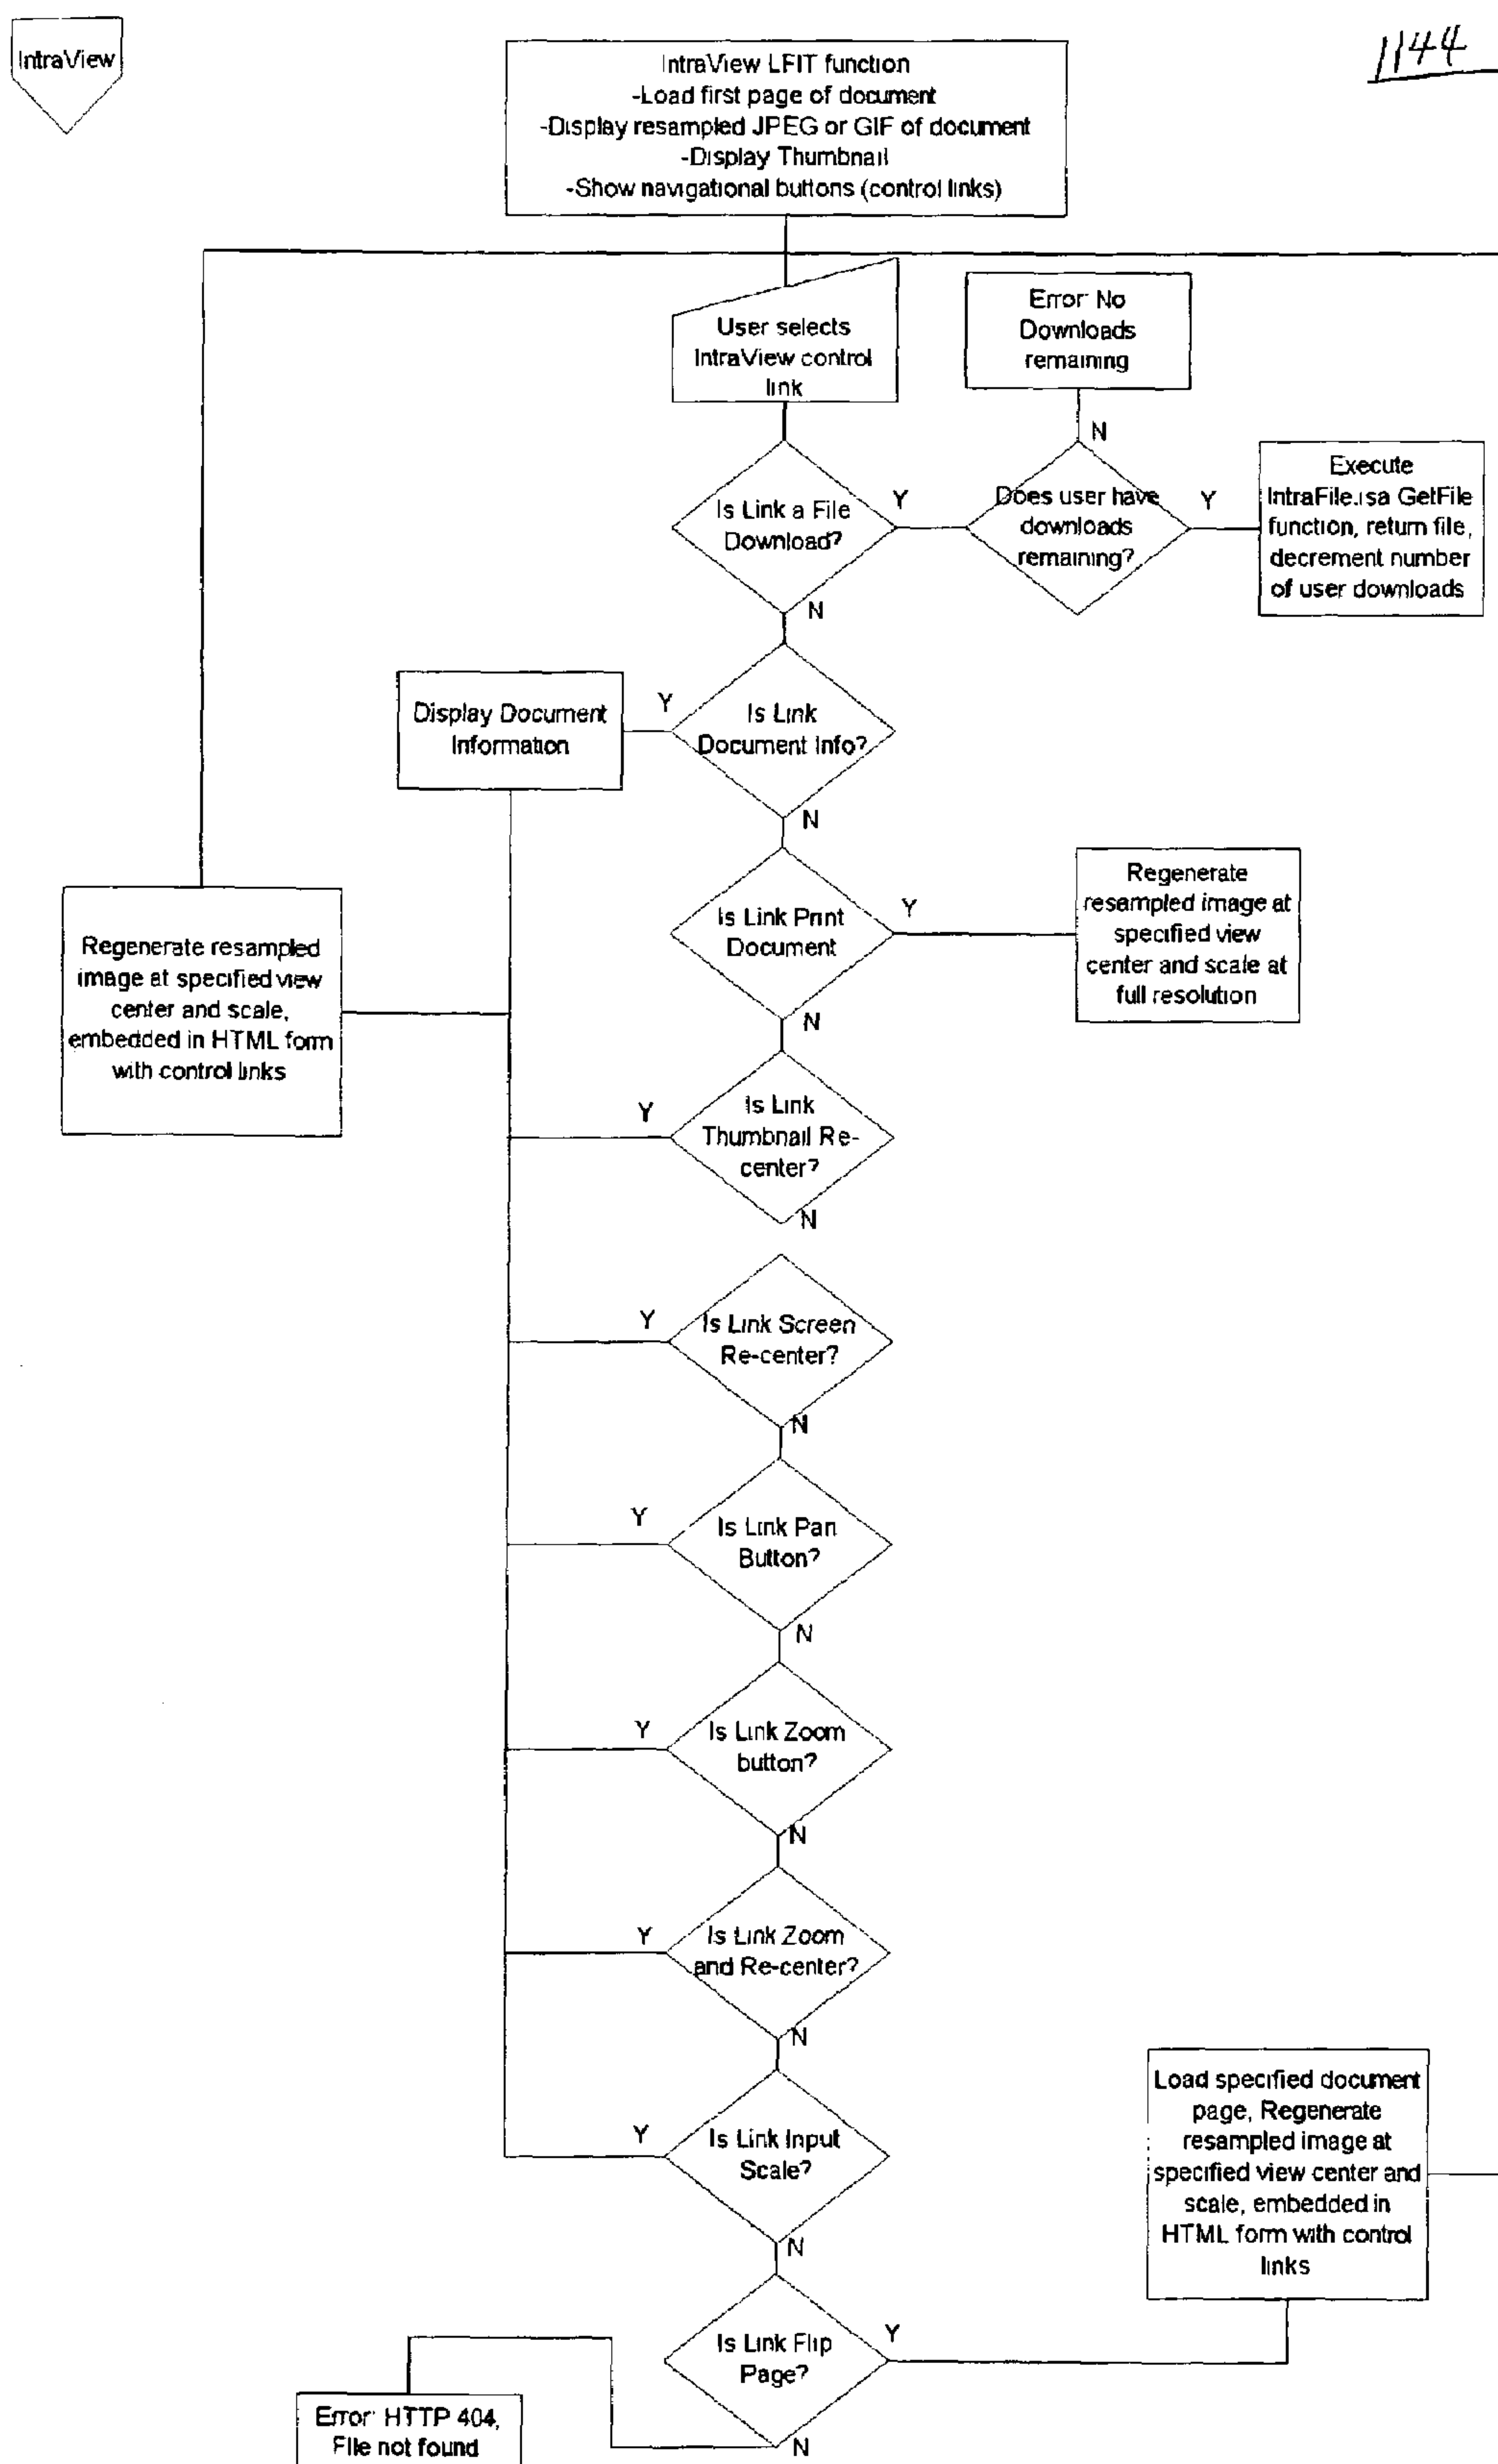 IntraView
1144
IntraView LFIT function
-Load first page of document
-Display resampled JPEG or GIF of document
-Display Thumbnail
-Show navigational buttons (control links)
User selects
IntraView control
link
Error: No
Downloads
remaining
N
Is Link a File
Download?
Y
Does user have
downloads
remaining?
Y
Execute
IntraFile.isa GetFile
function, return file,
decrement number
of user downloads
N
Display Document
Information
Y
Is Link
Document Info?
N
Regenerate resampled
image at specified view
center and scale,
embedded in HTML form
with control links
Is Link Print
Document
Y
Regenerate
resampled image at
specified view
center and scale at
full resolution
N
Y
Is Link
Thumbnail Re-
center?
N
Y
Is Link Screen
Re-center?
N
Y
Is Link Pan
Button?
N
Y
Is Link Zoom
button?
N
Y
Is Link Zoom
and Re-center?
N
Y
Is Link Input
Scale?
N
Load specified document
page, Regenerate
resampled image at
specified view center and
scale, embedded in
HTML form with control
links
Is Link Flip
Page?
Y
N
Error: HTTP 404,
File not found